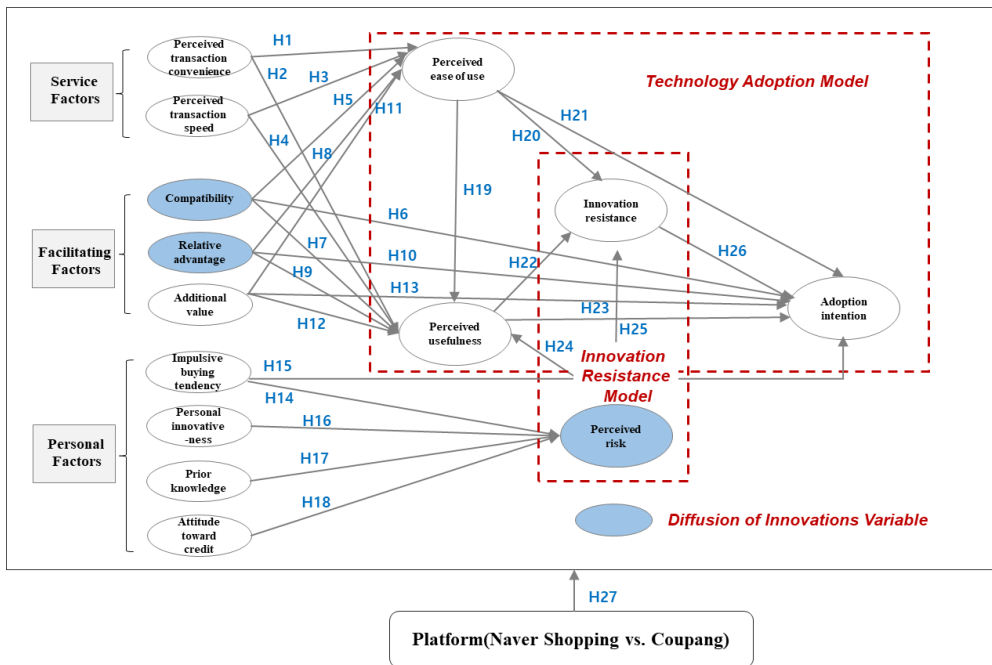 Service
Factors
Facilitating
Factors
Personal
Factors
Perceived
transaction
convenience
Perceived
transaction
speed
Compatibility
Relative
advantage
Additional
value
Impulsive
buying
tendency
Personal
innovative
-ness
Prior
knowledge
Attitude
toward
credit
H1
H2
H3
H5
H11
H4
H8
H6
H7
H10
H9
H13
H12
H15
H14
H16
H17
H18
Perceived
ease of use
Technology Adoption Model
H21
H20
H19
Innovation
resistance
H26
H22
H23
H25
H24
Perceived
usefulness
Adoption
intention
Innovation
Resistance
Model
Perceived
risk
Diffusion of Innovations Variable
H27
Platform(Naver Shopping vs. Coupang)